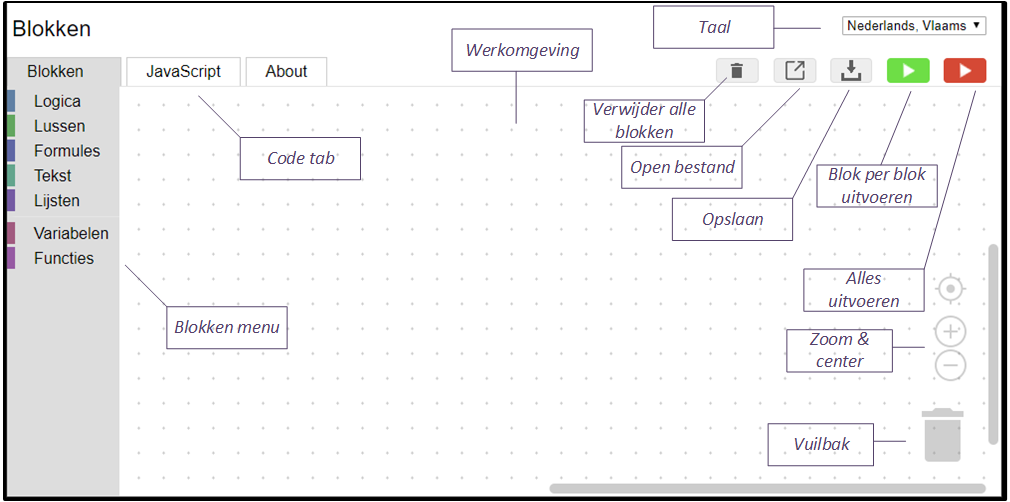 Blokken
Taal
Nederlands, Vlaams
Werkomgeving
Blokken
JavaScript
About
Logica
Lussen
Formules
Tekst
Lijsten
Variabelen
Functies
Code tab
Verwijder alle
blokken
Open bestand
Blok per blok
uitvoeren
Opslaan
Alles
uitvoeren
Blokken menu
Zoom &
center
Vuilbak